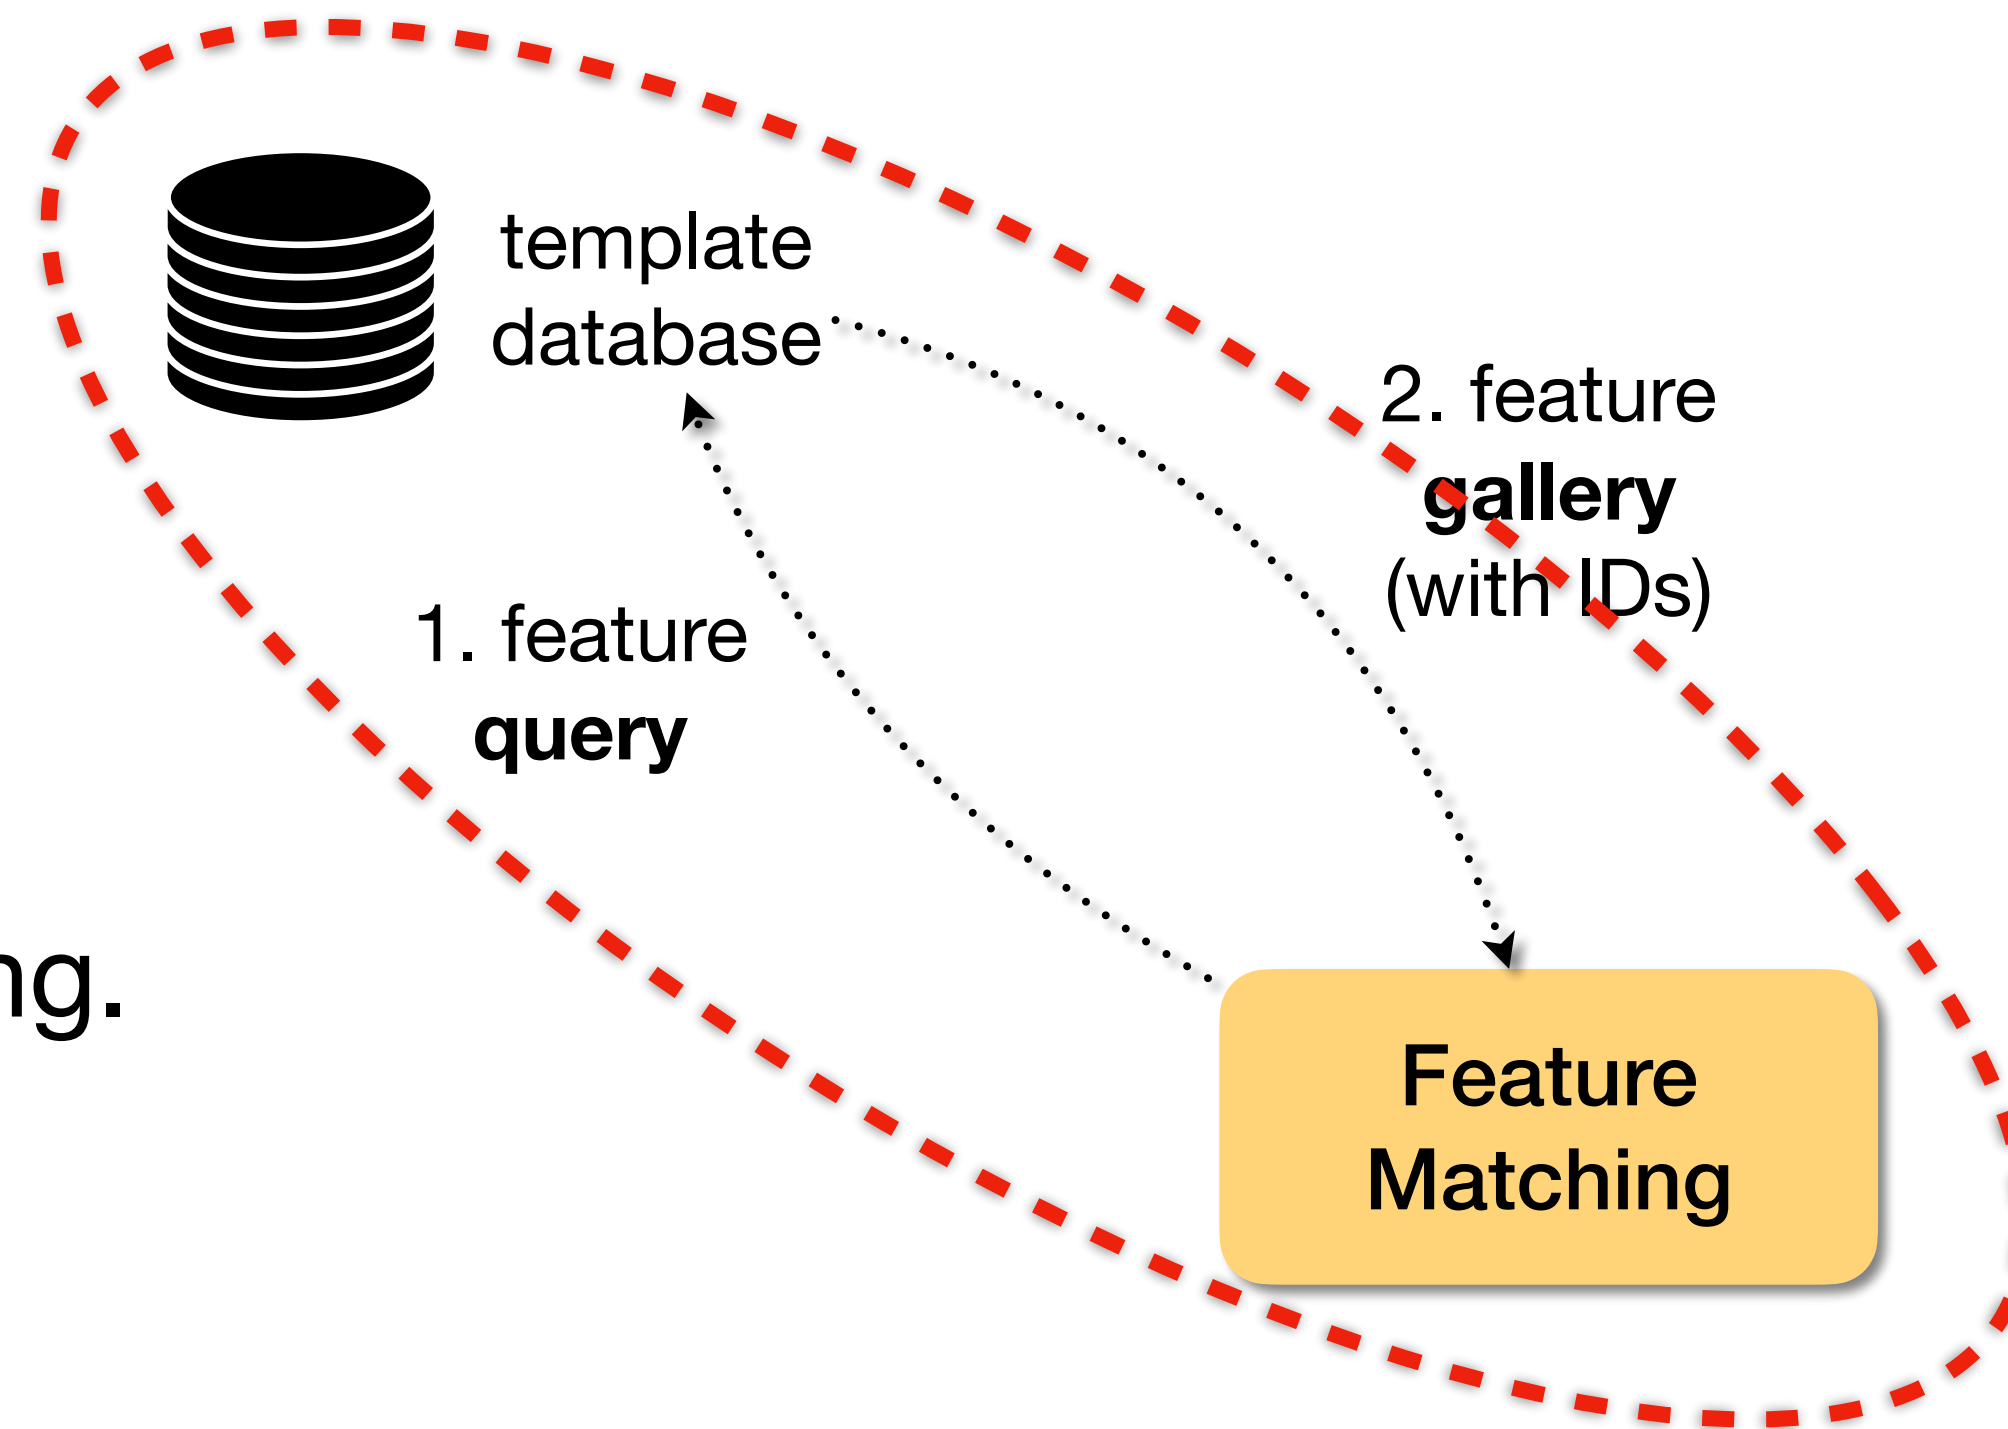 template
database
2. feature
gallery
(with IDs)
1. feature
query
ng.
Feature
Matching